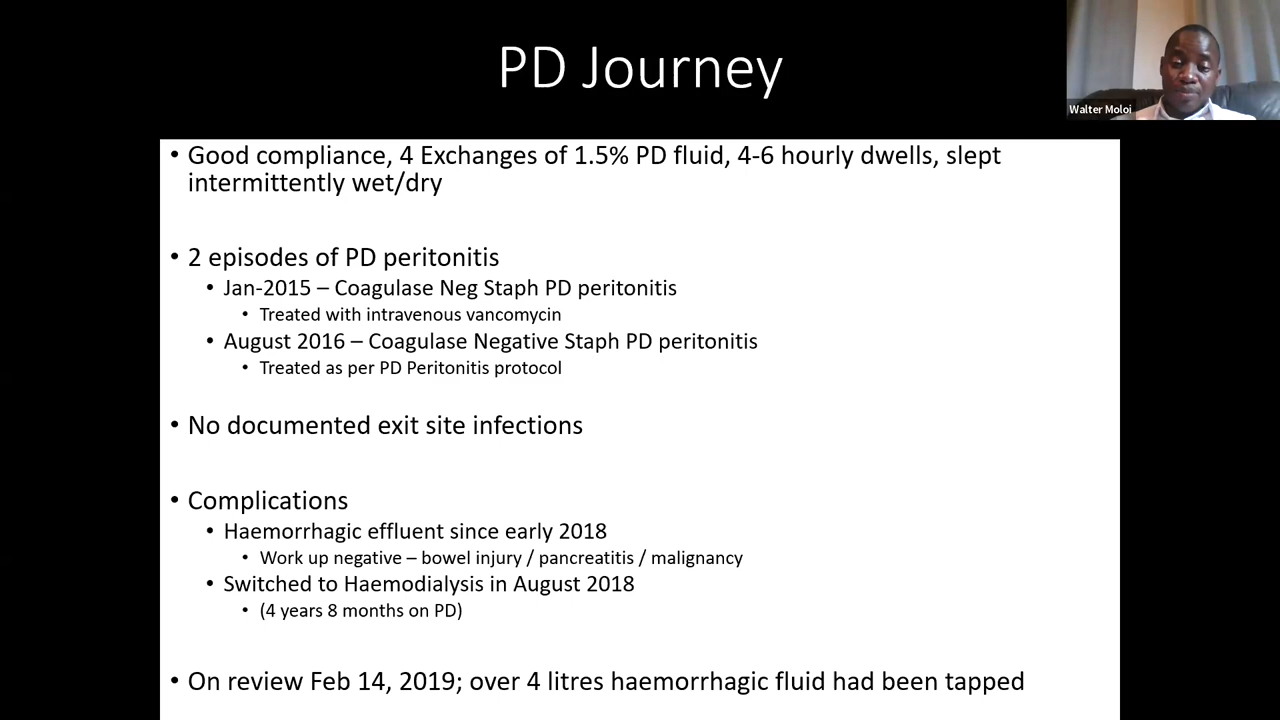 PD Journey
Walter Moloi
• Good compliance, 4 Exchanges of 1.5% PD fluid, 4-6 hourly dwells, slept
intermittently wet/dry
• 2 episodes of PD peritonitis
• Jan-2015 – Coagulase Neg Staph PD peritonitis
• Treated with intravenous vancomycin
• August 2016 – Coagulase Negative Staph PD peritonitis
• Treated as per PD Peritonitis protocol
• No documented exit site infections
• Complications
• Haemorrhagic effluent since early 2018
• Work up negative – bowel injury / pancreatitis / malignancy
• Switched to Haemodialysis in August 2018
• (4 years 8 months on PD)
• On review Feb 14, 2019; over 4 litres haemorrhagic fluid had been tapped